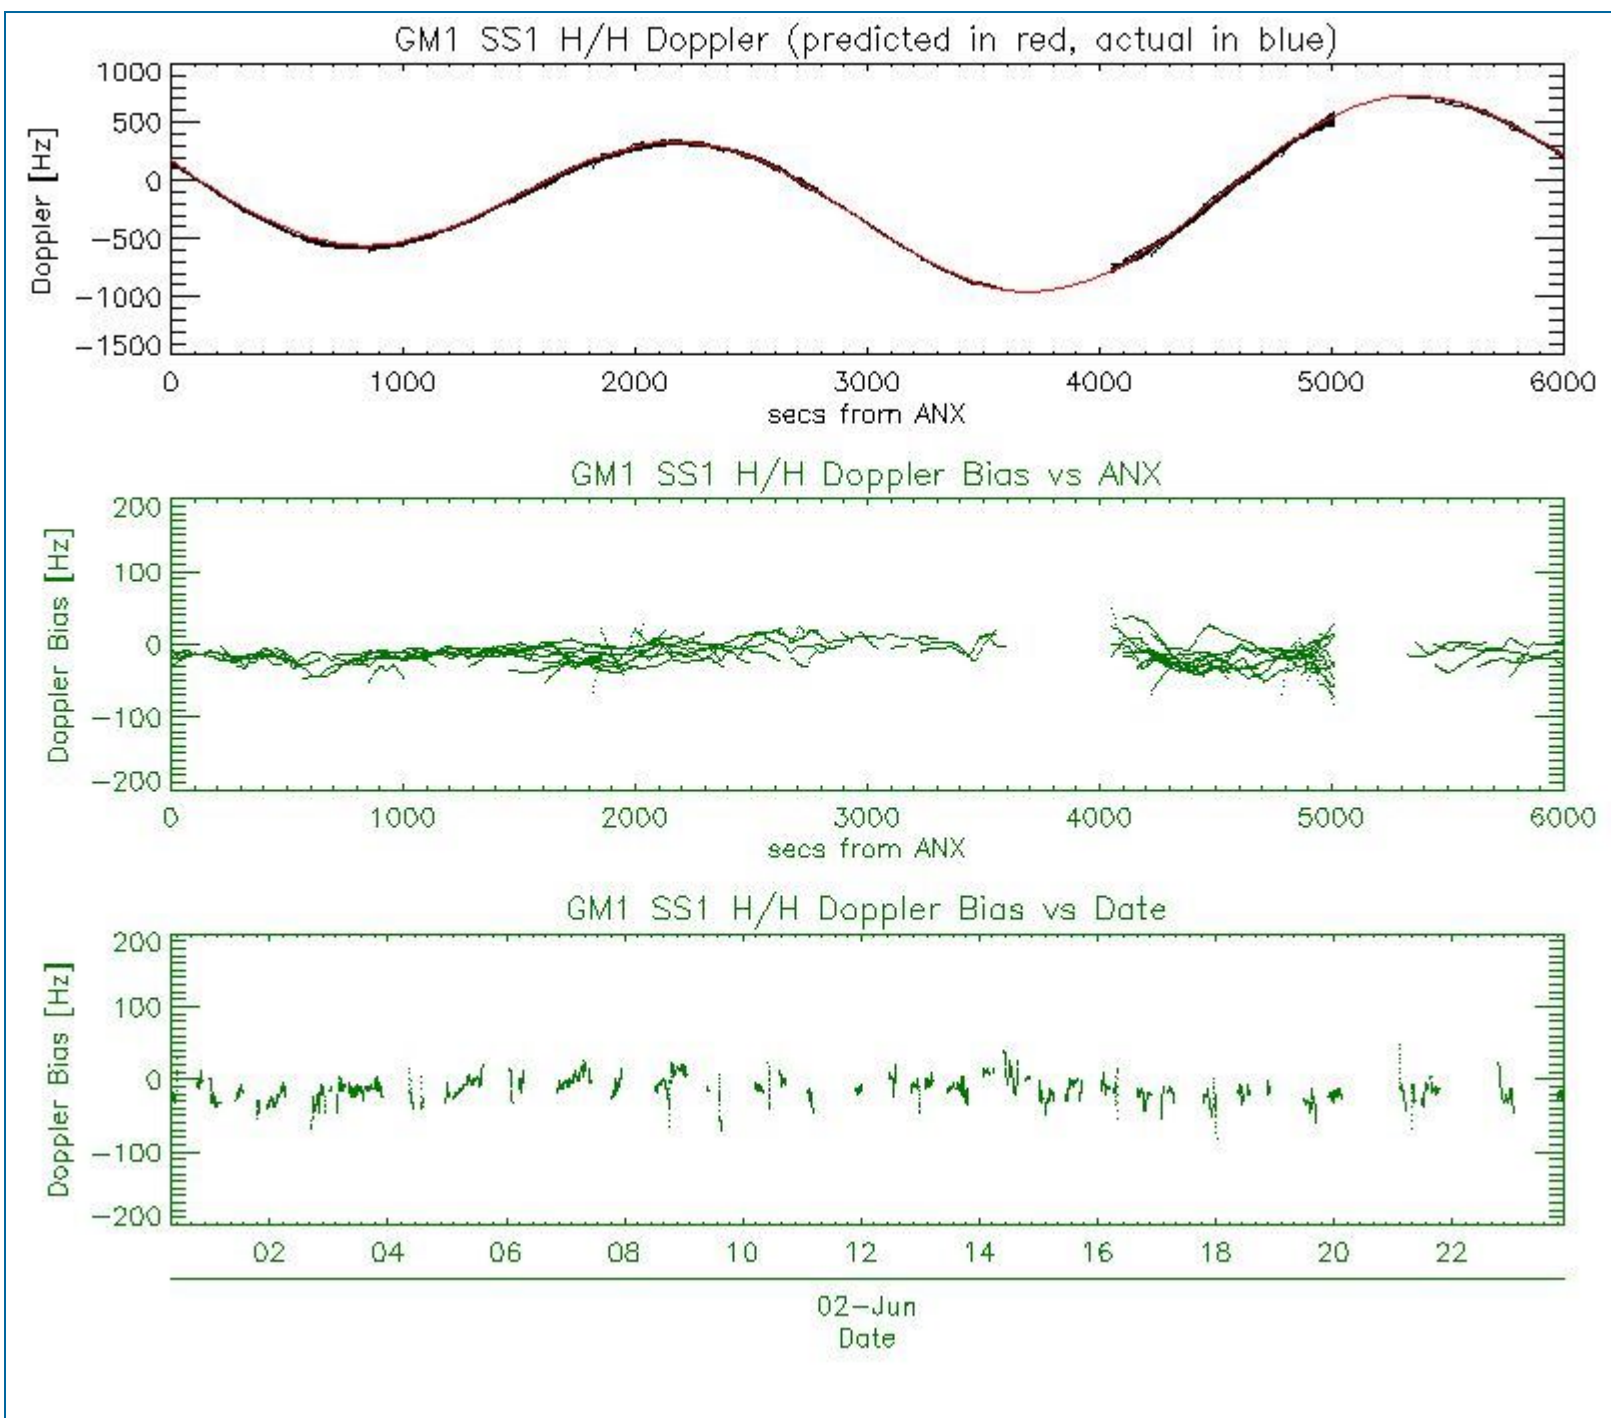 GM1 SS1 H/H Doppler (predicted in red, actual in blue)
Doppler [Hz]
1000
500
0
-500
-1000
-1500
0 1000 2000 3000 4000 5000 6000
secs from ANX
GM1 SS1 H/H Doppler Bias vs ANX
Doppler Bias [Hz]
200
100
0
-100
-200
0 1000 2000 3000 4000 5000 6000
secs from ANX
GM1 SS1 H/H Doppler Bias vs Date
Doppler Bias [Hz]
200
100
0
-100
-200
02 04 06 08 10 12 14 16 18 20 22
02-Jun
Date